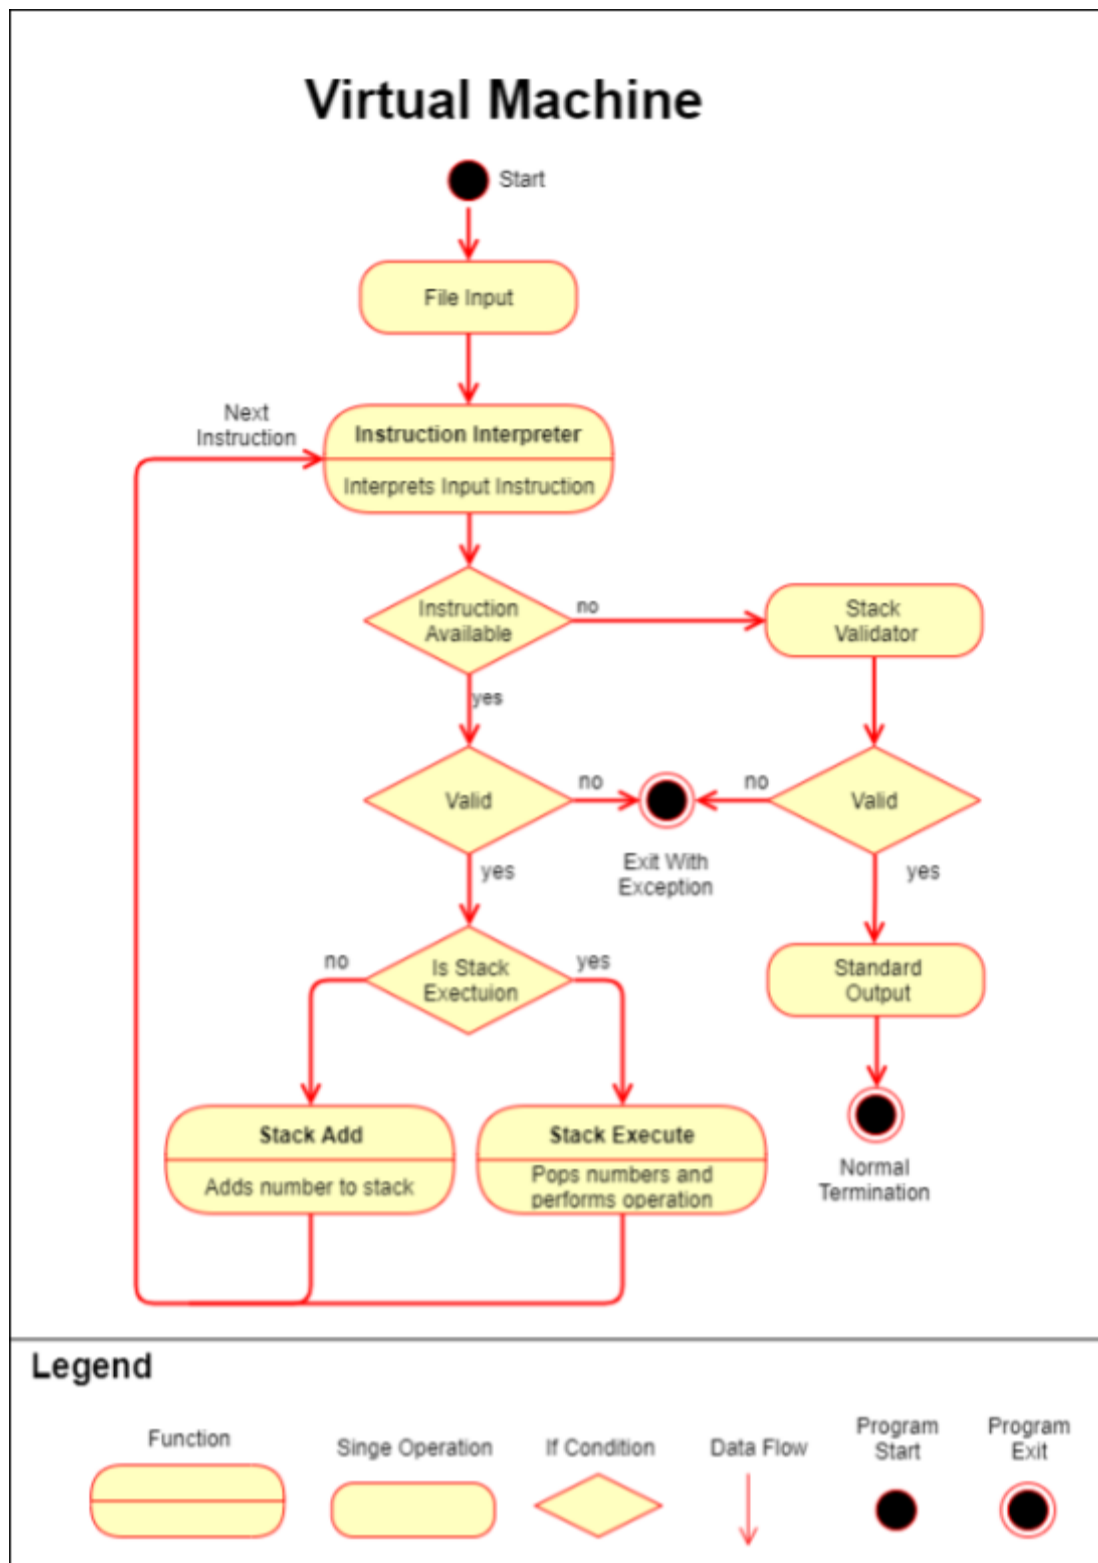 Virtual Machine
Start
File Input
Next
Instruction
Instruction Interpreter
Interprets Input Instruction
Instruction
Available
no
Stack
Validator
yes
Valid
no
no
Valid
Exit With
Exception
yes
yes
no
Is Stack
Exectuion
yes
Standard
Output
Stack Add
Adds number to stack
Stack Execute
Pops numbers and
performs operation
Normal
Termination
Legend
Function
Singe Operation
If Condition
Data Flow
Program
Start
Program
Exit